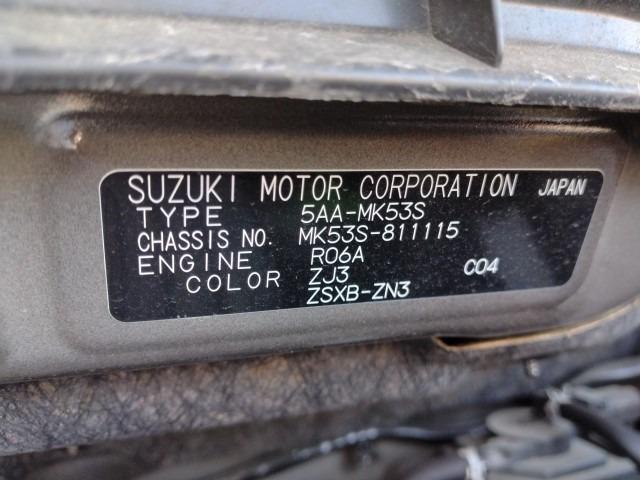 SUZUKI MOTOR CORPORATION JAPAN
TYPE 5AA-MK53S
CHASSIS NO. MK53S-811115
ENGINE R06A
COLOR ZJ3 C04
ZSXB-ZN3